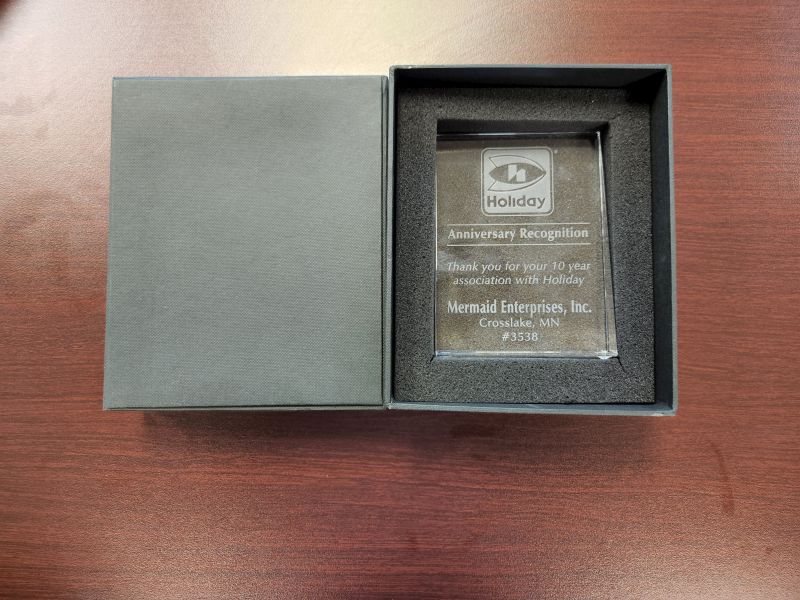 h
Holiday
Anniversary Recognition
Thank you for your 10 year
association with Holiday
Mermaid Enterprises, Inc.
Crosslake, MN
#3538